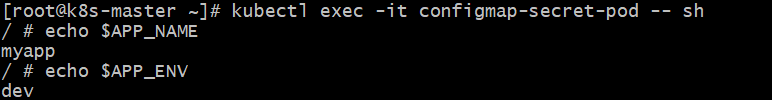 [root@k8s-master ~]# kubectl exec -it configmap-secret-pod -- sh
/ # echo $APP_NAME
myapp
/ # echo $APP_ENV
dev